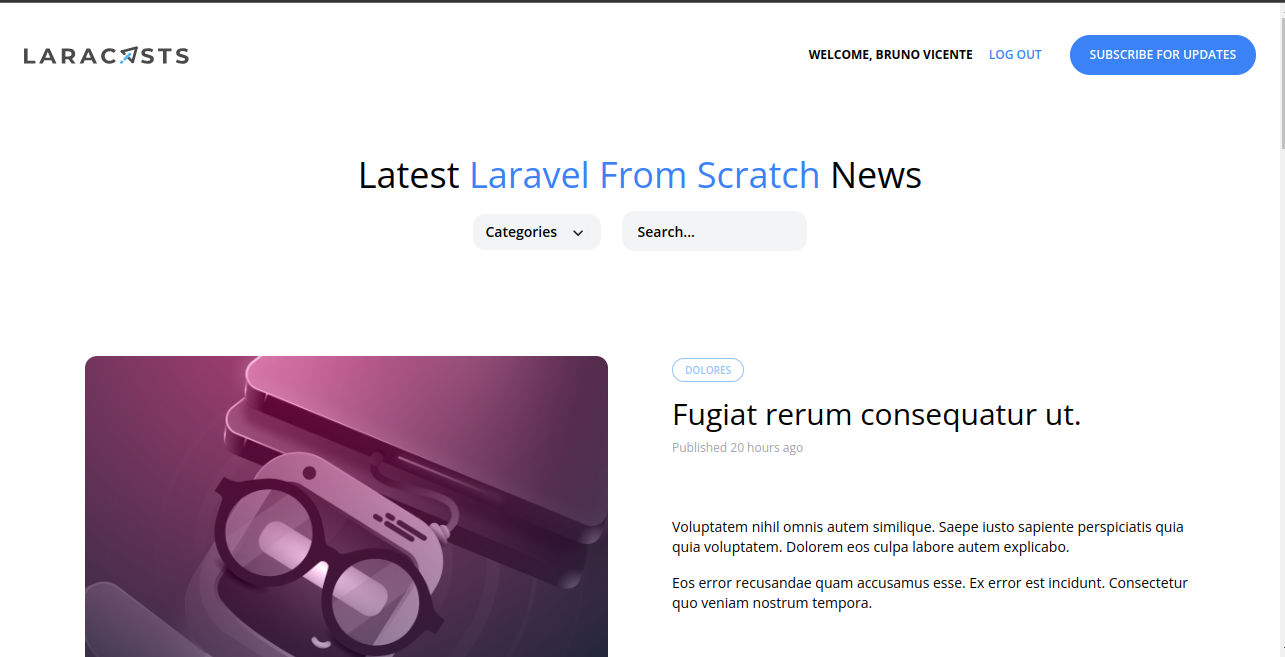 LARACASTS
WELCOME, BRUNO VICENTE LOG OUT SUBSCRIBE FOR UPDATES
Latest Laravel From Scratch News
Categories Search...
DOLORES
Fugiat rerum consequatur ut.
Published 20 hours ago
Voluptatem nihil omnis autem similique. Saepe iusto sapiente perspiciatis quia
quia voluptatem. Dolorem eos culpa labore autem explicabo.
Eos error recusandae quam accusamus esse. Ex error est incidunt. Consectetur
quo veniam nostrum tempora.